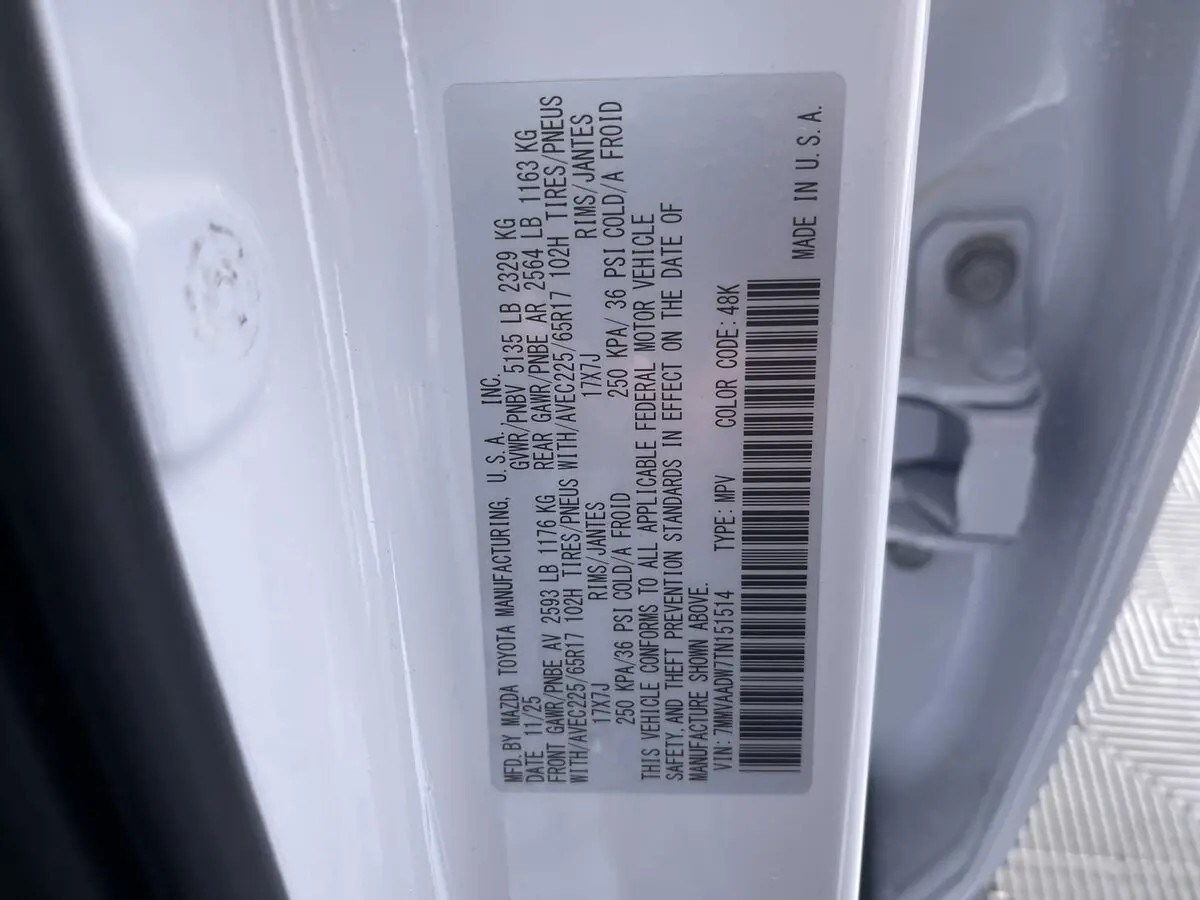 MFD. BY MAZDA TOYOTA MANUFACTURING, U.S.A., INC.
DATE 11/25 GVWR/PNBV 5135 LB 2329 KG
FRONT GAWR/PNBE AV 2593 LB 1176 KG REAR GAWR/PNBE AR 2564 LB 1163 KG
WITH/AVEC225/65R17 102H TIRES/PNEUS WITH/AVEC225/65R17 102H TIRES/PNEUS
17X7J RIMS/JANTES 17X7J RIMS/JANTES
250 KPA/36 PSI COLD/A FROID 250 KPA/ 36 PSI COLD/A FROID
THIS VEHICLE CONFORMS TO ALL APPLICABLE FEDERAL MOTOR VEHICLE
SAFETY, AND THEFT PREVENTION STANDARDS IN EFFECT ON THE DATE OF
MANUFACTURE SHOWN ABOVE.
VIN: 7MMVAADW7TN151514 TYPE: MPV COLOR CODE: 48K
MADE IN U.S.A.